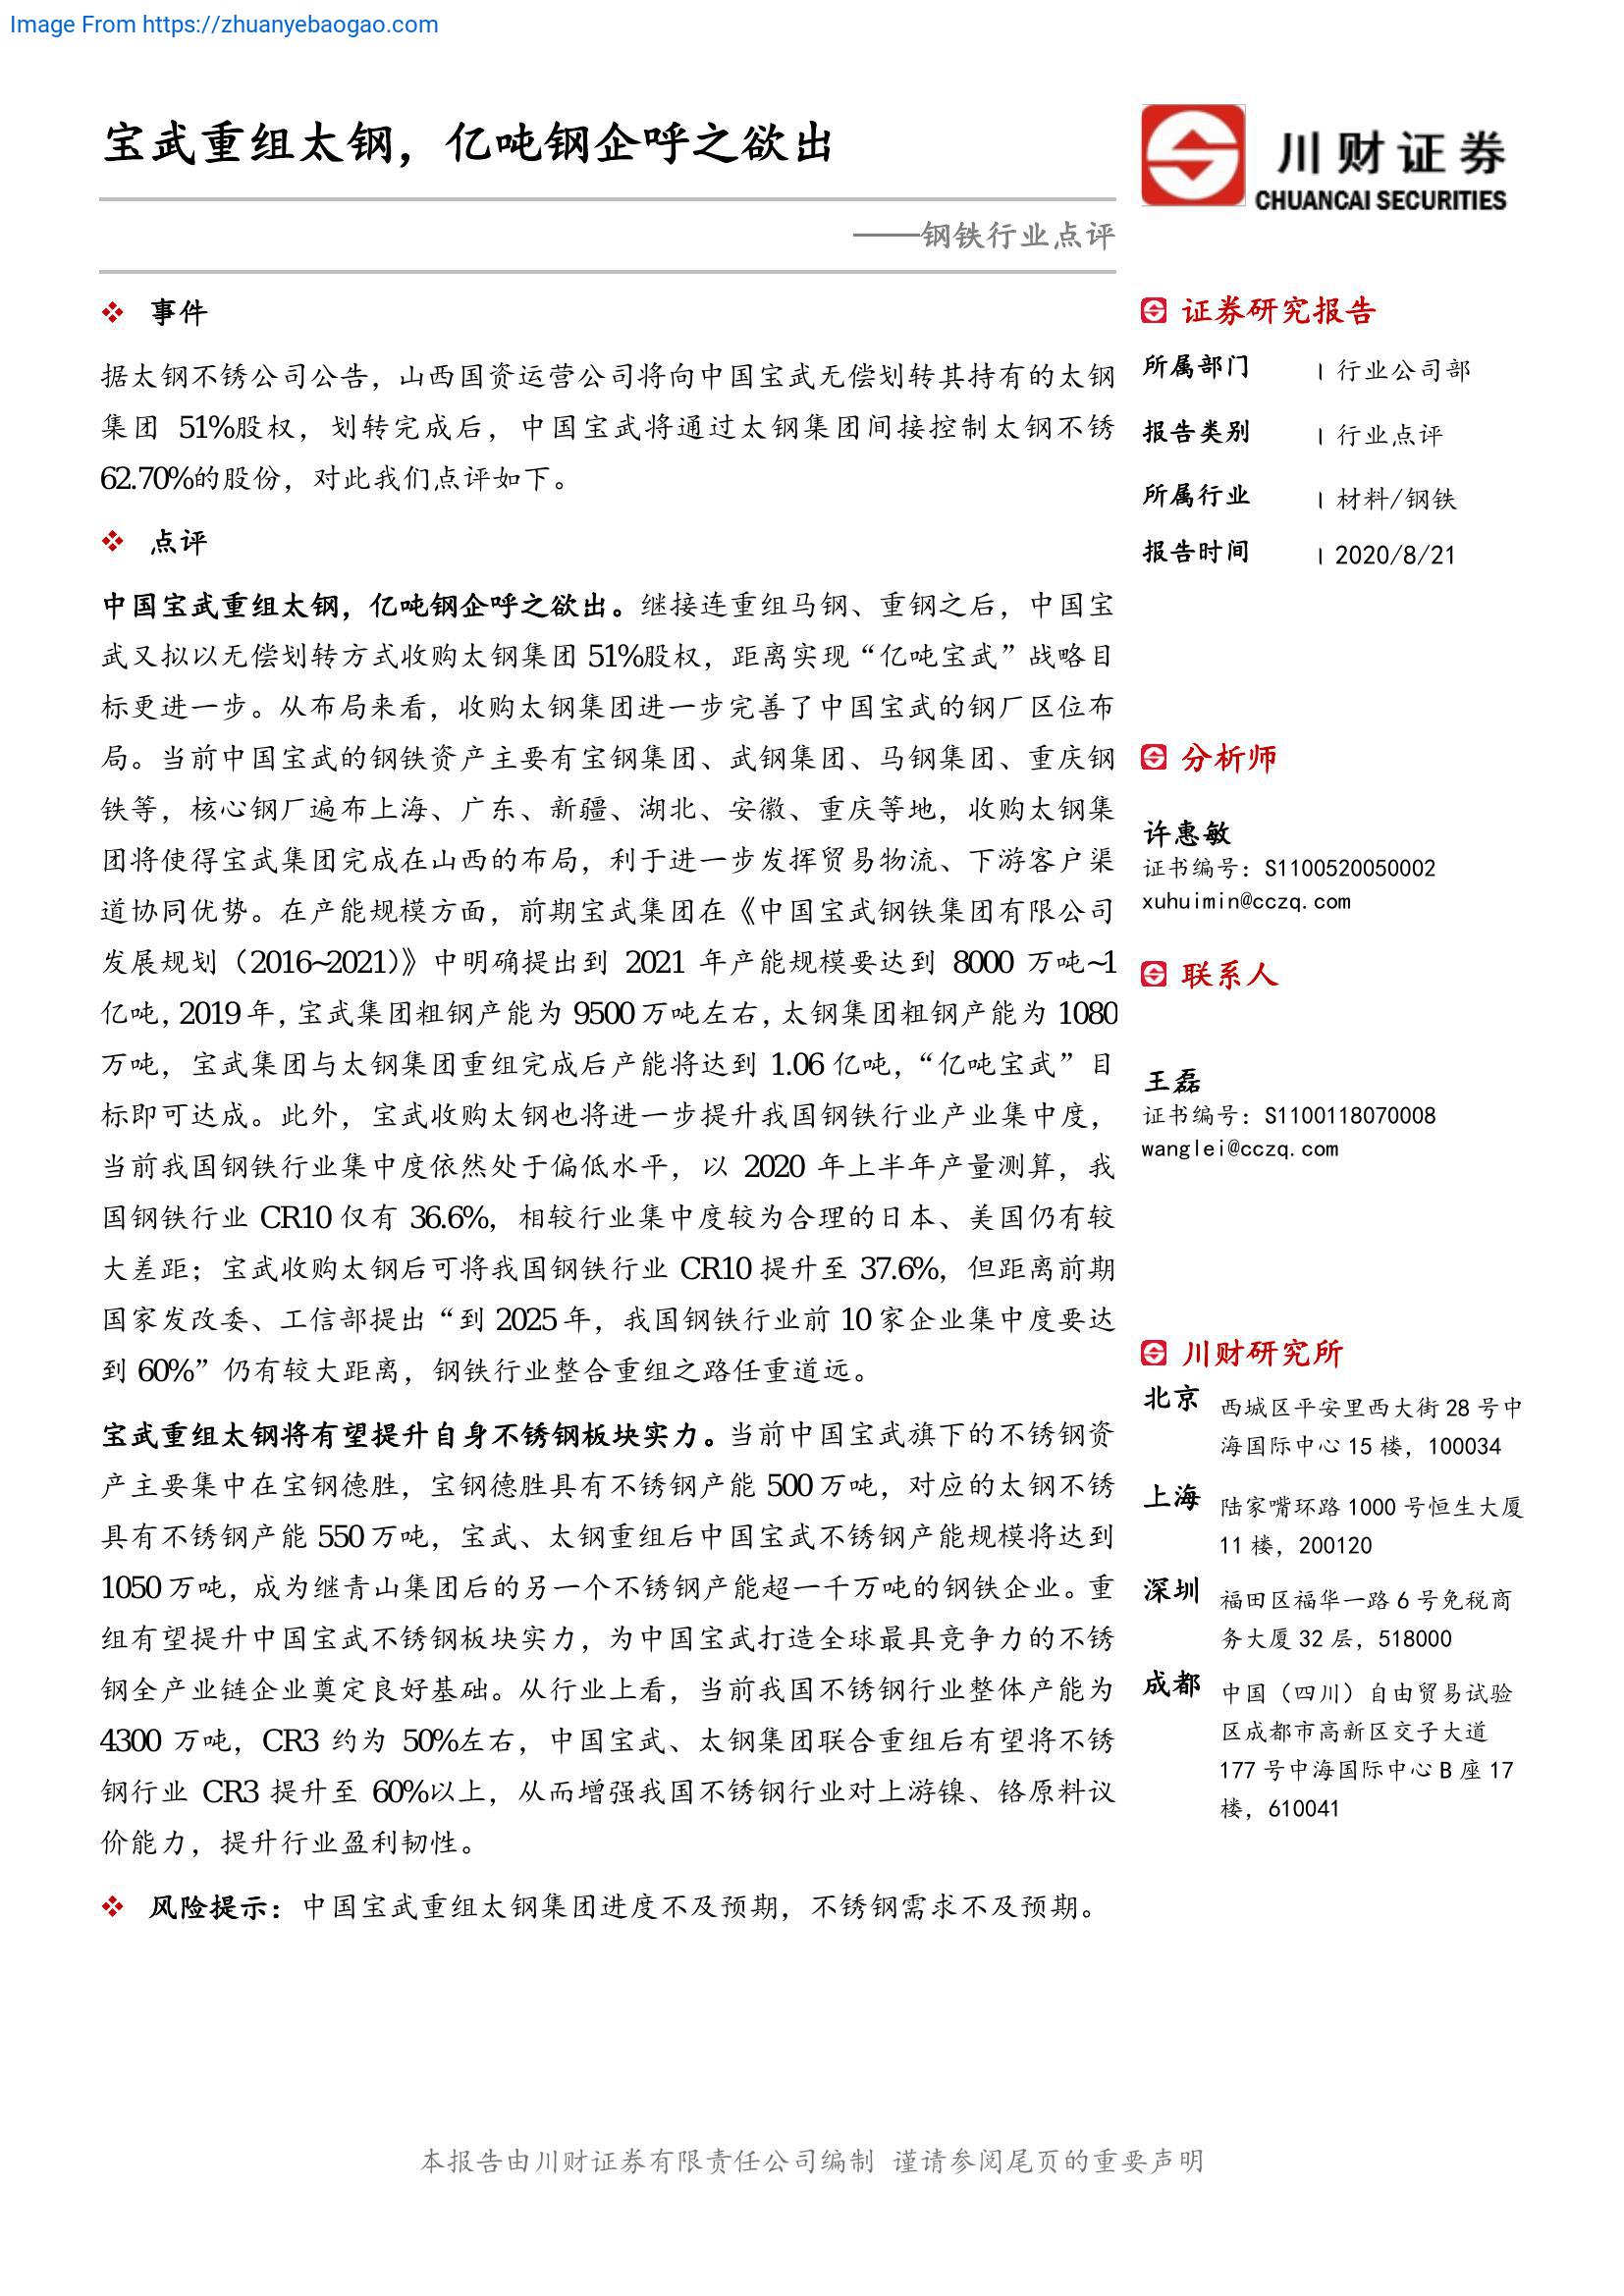 Image From https://zhuanyebaogao.com
宝武重组太钢，亿吨钢企呼之欲出
川财证券
CHUANCAI SECURITIES
——钢铁行业点评
事件
据太钢不锈公司公告，山西国资运营公司将向中国宝武无偿划转其持有的太钢
集团 51%股权，划转完成后，中国宝武将通过太钢集团间接控制太钢不锈
62.70%的股份，对此我们点评如下。
点评
中国宝武重组太钢，亿吨钢企呼之欲出。继接连重组马钢、重钢之后，中国宝
武又拟以无偿划转方式收购太钢集团 51%股权，距离实现“亿吨宝武”战略目
标更进一步。从布局来看，收购太钢集团进一步完善了中国宝武的钢厂区位布
局。当前中国宝武的钢铁资产主要有宝钢集团、武钢集团、马钢集团、重庆钢
铁等，核心钢厂遍布上海、广东、新疆、湖北、安徽、重庆等地，收购太钢集
团将使得宝武集团完成在山西的布局，利于进一步发挥贸易物流、下游客户渠
道协同优势。在产能规模方面，前期宝武集团在《中国宝武钢铁集团有限公司
发展规划（2016~2021）》中明确提出到 2021 年产能规模要达到 8000 万吨~1
亿吨，2019 年，宝武集团粗钢产能为 9500 万吨左右，太钢集团粗钢产能为 1080
万吨，宝武集团与太钢集团重组完成后产能将达到 1.06 亿吨，“亿吨宝武”目
标即可达成。此外，宝武收购太钢也将进一步提升我国钢铁行业产业集中度，
当前我国钢铁行业集中度依然处于偏低水平，以 2020 年上半年产量测算，我
国钢铁行业 CR10 仅有 36.6%，相较行业集中度较为合理的日本、美国仍有较
大差距；宝武收购太钢后可将我国钢铁行业 CR10 提升至 37.6%，但距离前期
国家发改委、工信部提出“到 2025 年，我国钢铁行业前 10 家企业集中度要达
到 60%”仍有较大距离，钢铁行业整合重组之路任重道远。
宝武重组太钢将有望提升自身不锈钢板块实力。当前中国宝武旗下的不锈钢资
产主要集中在宝钢德胜，宝钢德胜具有不锈钢产能 500 万吨，对应的太钢不锈
具有不锈钢产能 550 万吨，宝武、太钢重组后中国宝武不锈钢产能规模将达到
1050 万吨，成为继青山集团后的另一个不锈钢产能超一千万吨的钢铁企业。重
组有望提升中国宝武不锈钢板块实力，为中国宝武打造全球最具竞争力的不锈
钢全产业链企业奠定良好基础。从行业上看，当前我国不锈钢行业整体产能为
4300 万吨，CR3 约为 50%左右，中国宝武、太钢集团联合重组后有望将不锈
钢行业 CR3 提升至 60%以上，从而增强我国不锈钢行业对上游镍、铬原料议
价能力，提升行业盈利韧性。
风险提示：中国宝武重组太钢集团进度不及预期，不锈钢需求不及预期。
证券研究报告
所属部门 | 行业公司部
报告类别 | 行业点评
所属行业 | 材料/钢铁
报告时间 | 2020/8/21
分析师
许惠敏
证书编号：S1100520050002
xuhuimin@cczq.com
联系人
王磊
证书编号：S1100118070008
wanglei@cczq.com
川财研究所
北京 西城区平安里西大街 28 号中
海国际中心 15 楼，100034
上海 陆家嘴环路 1000 号恒生大厦
11 楼，200120
深圳 福田区福华一路 6 号免税商
务大厦 32 层，518000
成都 中国（四川）自由贸易试验
区成都市高新区交子大道
177 号中海国际中心 B 座 17
楼，610041
本报告由川财证券有限责任公司编制 谨请参阅尾页的重要声明